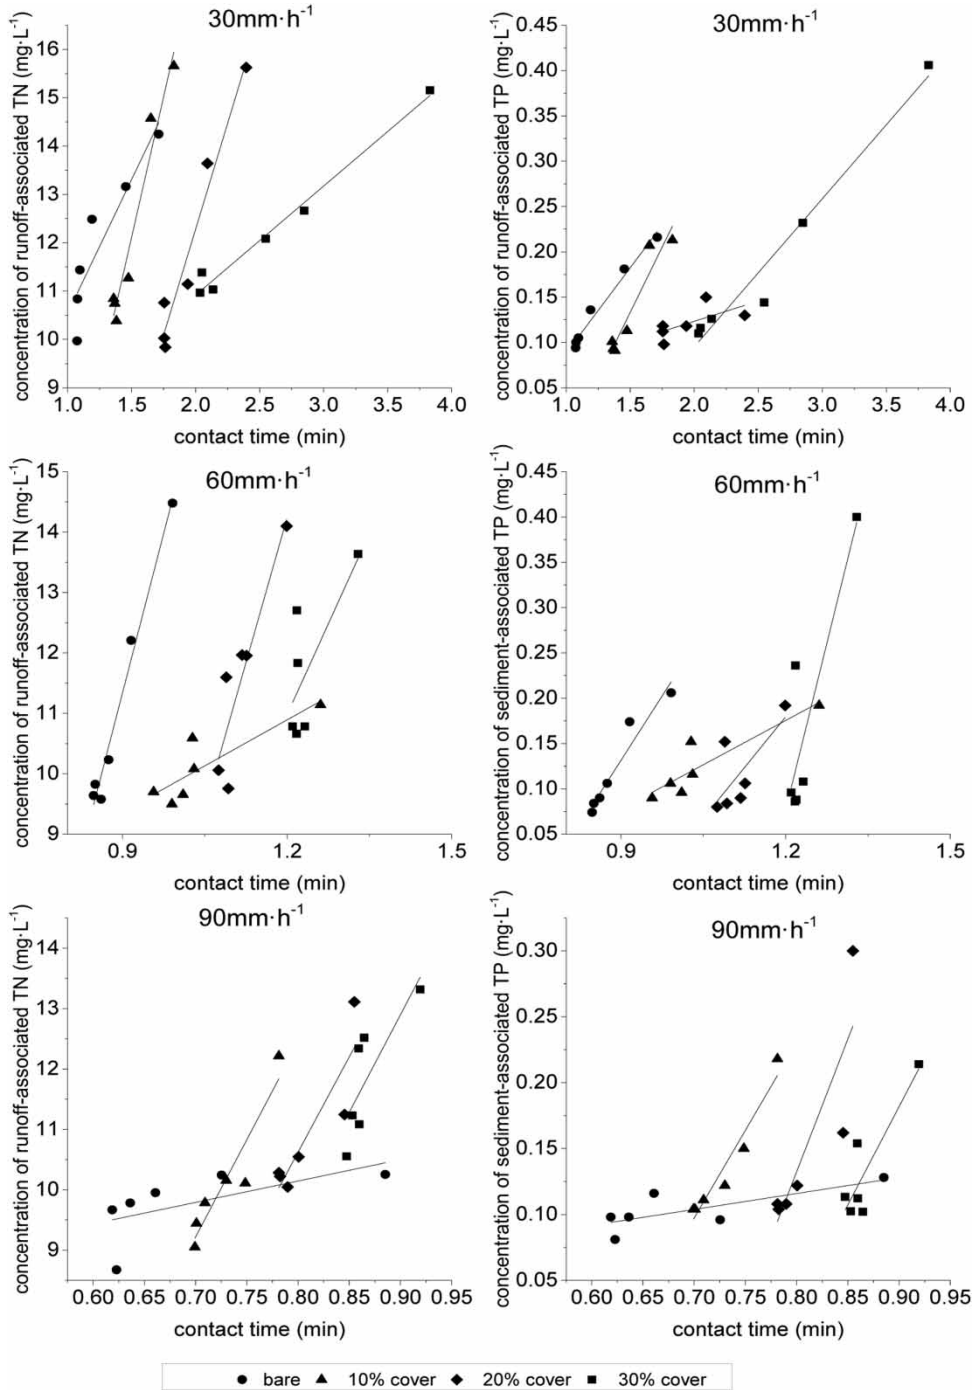 30mm·h⁻¹
concentration of runoff-associated TN (mg·L⁻¹)
16
15
14
13
12
11
10
9
1.0 1.5 2.0 2.5 3.0 3.5 4.0
contact time (min)
30mm·h⁻¹
concentration of runoff-associated TP (mg·L⁻¹)
0.45
0.40
0.35
0.30
0.25
0.20
0.15
0.10
0.05
1.0 1.5 2.0 2.5 3.0 3.5 4.0
contact time (min)
60mm·h⁻¹
concentration of runoff-associated TN (mg·L⁻¹)
15
14
13
12
11
10
9
0.9 1.2 1.5
contact time (min)
60mm·h⁻¹
concentration of sediment-associated TP (mg·L⁻¹)
0.45
0.40
0.35
0.30
0.25
0.20
0.15
0.10
0.05
0.9 1.2 1.5
contact time (min)
90mm·h⁻¹
concentration of runoff-associated TN (mg·L⁻¹)
14
13
12
11
10
9
0.60 0.65 0.70 0.75 0.80 0.85 0.90 0.95
contact time (min)
90mm·h⁻¹
concentration of sediment-associated TP (mg·L⁻¹)
0.30
0.25
0.20
0.15
0.10
0.05
0.60 0.65 0.70 0.75 0.80 0.85 0.90 0.95
contact time (min)
bare 10% cover 20% cover 30% cover